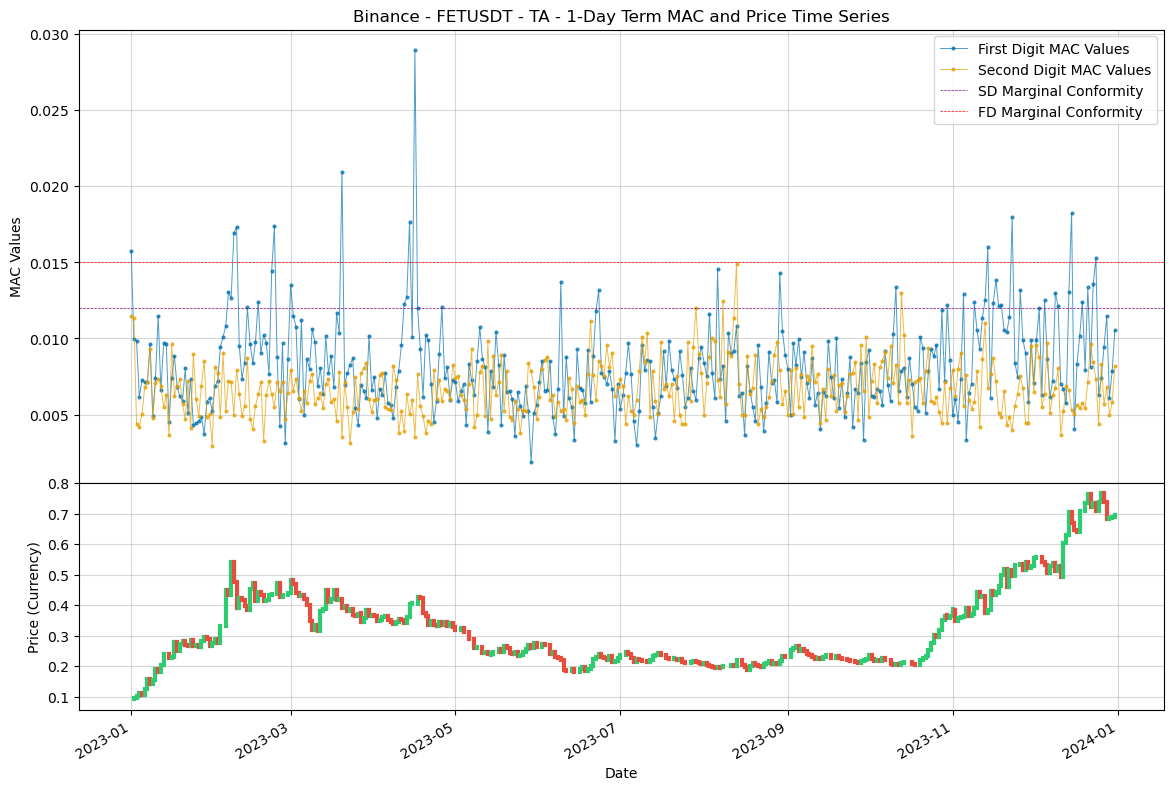 Binance - FETUSDT - TA - 1-Day Term MAC and Price Time Series
First Digit MAC Values
Second Digit MAC Values
SD Marginal Conformity
FD Marginal Conformity
MAC Values
0.030
0.025
0.020
0.015
0.010
0.005
Price (Currency)
0.8
0.7
0.6
0.5
0.4
0.3
0.2
0.1
2023-01
2023-03
2023-05
2023-07
2023-09
2023-11
2024-01
Date